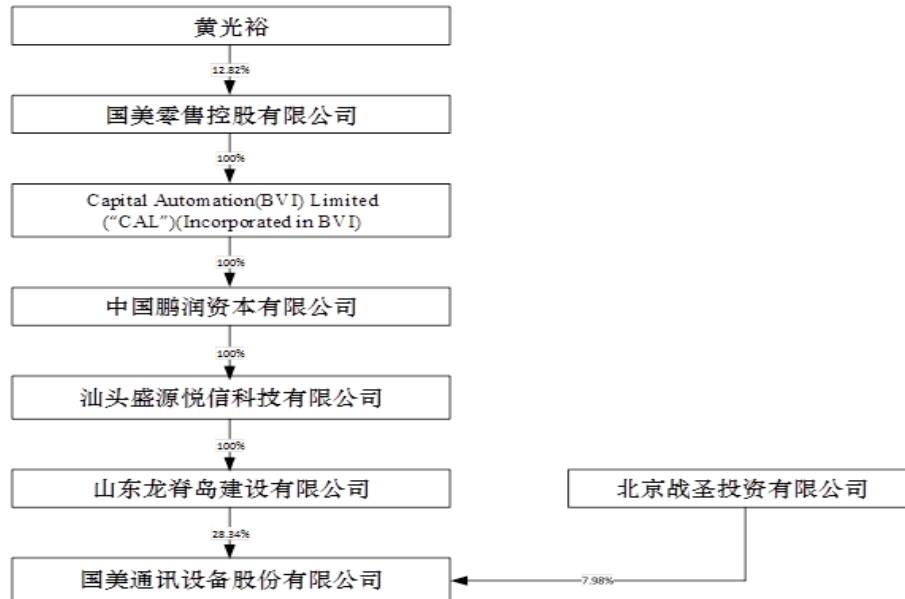 黄光裕
12.82%
国美零售控股有限公司
100%
Capital Automation(BVI) Limited
(“CAL”)(Incorporated in BVI)
100%
中国鹏润资本有限公司
100%
汕头盛源悦信科技有限公司
100%
山东龙脊岛建设有限公司
北京战圣投资有限公司
28.34%
国美通讯设备股份有限公司
7.98%